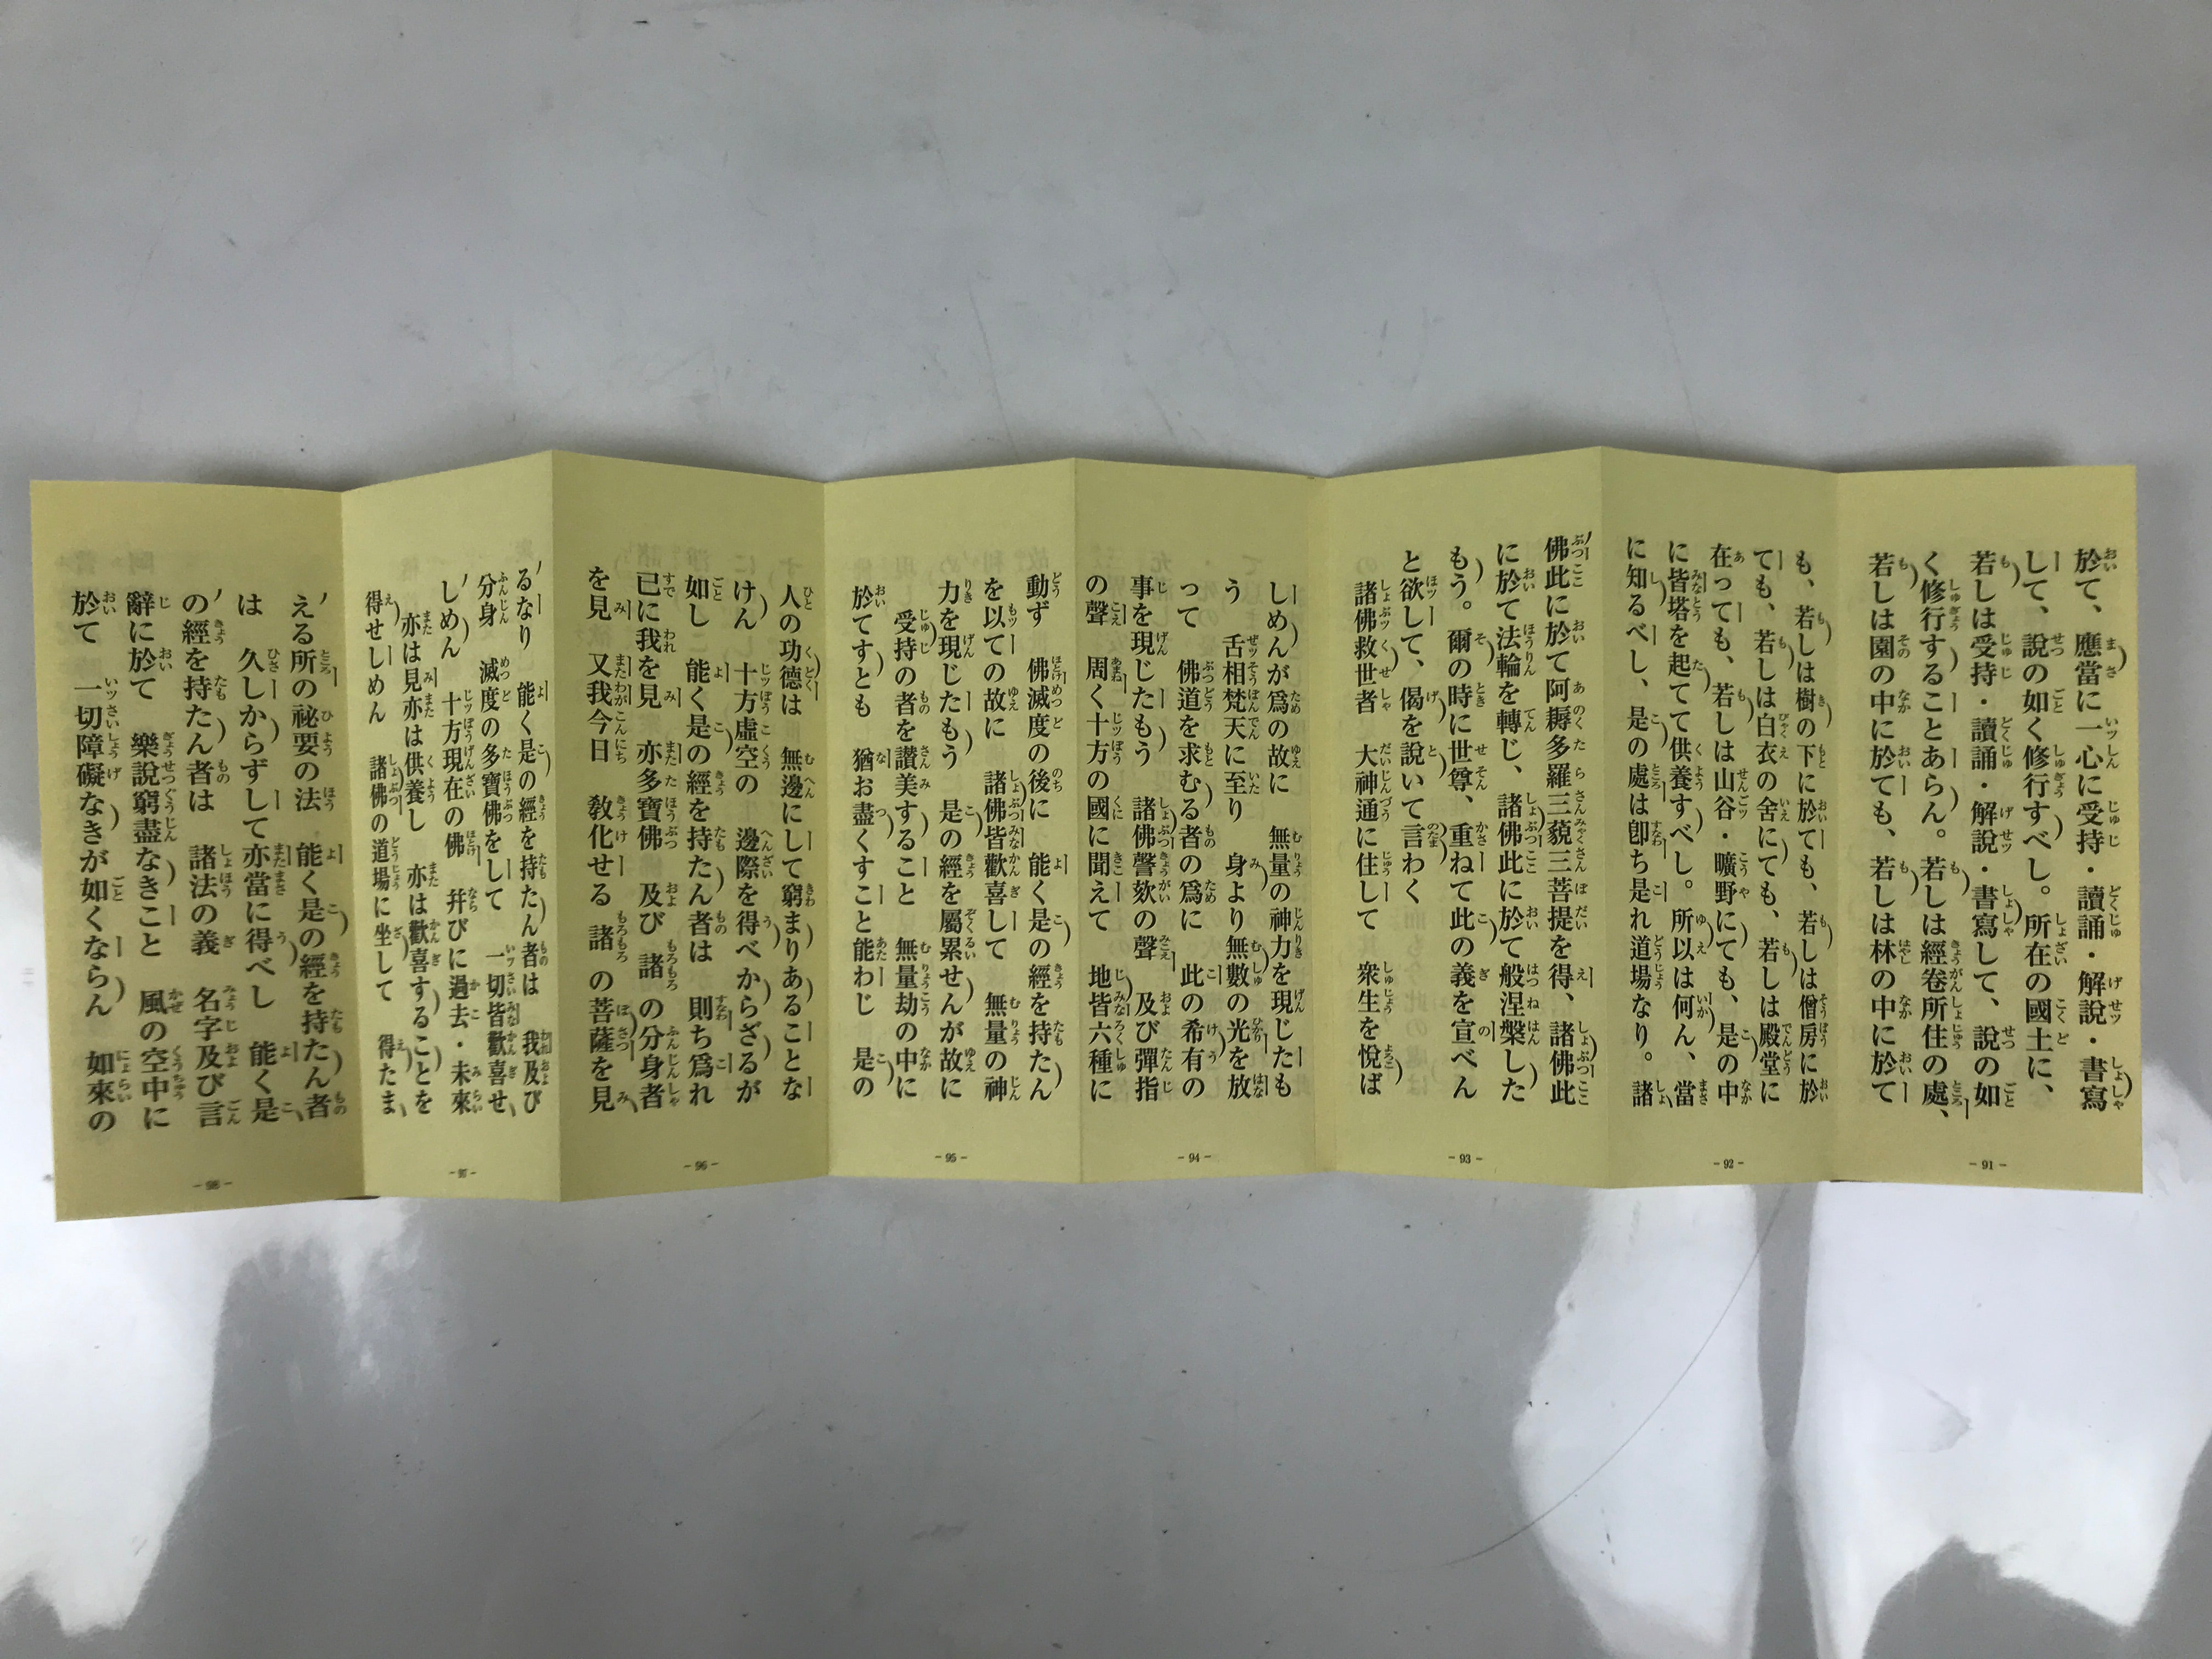 於て、應當に一心に受持・讀誦・解說・書寫
して、說の如く修行すべし。所在の國土に、
若しは受持・讀誦・解說・書寫して、說の如
く修行することあらん。若しは經卷所住の處、
若しは園の中に於ても、若しは林の中に於て
- 91 -
も、若しは樹の下に於ても、若しは僧房に於
ても、若しは白衣の舍にても、若しは殿堂に
在っても、若しは山谷・曠野にても、是の中
に皆塔を起てて供養すべし。所以は何ん、當
に知るべし、是の處は卽ち是れ道場なり。諸
- 92 -
佛此に於て阿耨多羅三藐三菩提を得、諸佛此
に於て法輪を轉じ、諸佛此に於て般涅槃した
もう。爾の時に世尊、重ねて此の義を宣べん
と欲して、偈を說いて言わく
諸佛救世者 大神通に住して 衆生を悅ば
- 93 -
しめんが爲の故に 無量の神力を現じたも
う 舌相梵天に至り 身より無數の光を放
って 佛道を求むる者の爲に 此の希有の
事を現じたもう 諸佛謦欬の聲 及び彈指
の聲 周く十方の國に聞えて 地皆六種に
- 94 -
動ず 佛滅度の後に 能く是の經を持たん
を以ての故に 諸佛皆歡喜して 無量の神
力を現じたもう 是の經を屬累せんが故に
受持の者を讚美すること 無量劫の中に
於てすとも 猶お盡くすこと能わじ 是の
- 95 -
人の功德は 無邊にして窮まりあることな
けん 十方虛空の 邊際を得べからざるが
如し 能く是の經を持たん者は 則ち爲れ
已に我を見 亦多寶佛 及び諸の分身者
を見 又我今日 敎化せる諸の菩薩を見
- 96 -
るなり 能く是の經を持たん者は 我及び
分身 滅度の多寶佛をして 一切皆歡喜せ
しめん 十方現在の佛 幷びに過去・未來
亦は見亦は供養し 亦は歡喜することを
得せしめん 諸佛の道場に坐して 得たま
- 97 -
える所の祕要の法 能く是の經を持たん者
は 久しからずして亦當に得べし 能く是
の經を持たん者は 諸法の義 名字及び言
辭に於て 樂說窮盡なきこと 風の空中に
於て 一切障礙なきが如くならん 如來の
- 98 -